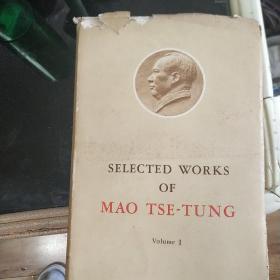 SELECTED WORKS
OF
MAO TSE-TUNG
Volume I